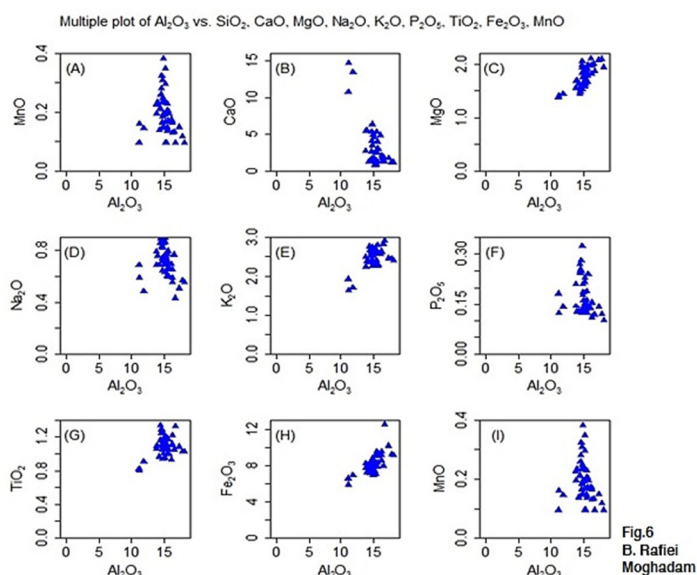 Multiple plot of Al₂O₃ vs. SiO₂, CaO, MgO, Na₂O, K₂O, P₂O₅, TiO₂, Fe₂O₃, MnO
(A)
MnO
0.0 0.2 0.4
0 5 10 15
Al₂O₃
(B)
CaO
0 5 10 15
0 5 10 15
Al₂O₃
(C)
MgO
0.0 1.0 2.0
0 5 10 15
Al₂O₃
(D)
Na₂O
0.0 0.4 0.8
0 5 10 15
Al₂O₃
(E)
K₂O
0.0 1.0 2.0 3.0
0 5 10 15
Al₂O₃
(F)
P₂O₅
0.00 0.15 0.30
0 5 10 15
Al₂O₃
(G)
TiO₂
0.0 0.4 0.8 1.2
0 5 10 15
Al₂O₃
(H)
Fe₂O₃
0 4 8 12
0 5 10 15
Al₂O₃
(I)
MnO
0.0 0.2 0.4
0 5 10 15
Al₂O₃
Fig.6
B. Rafiei
Moghadam